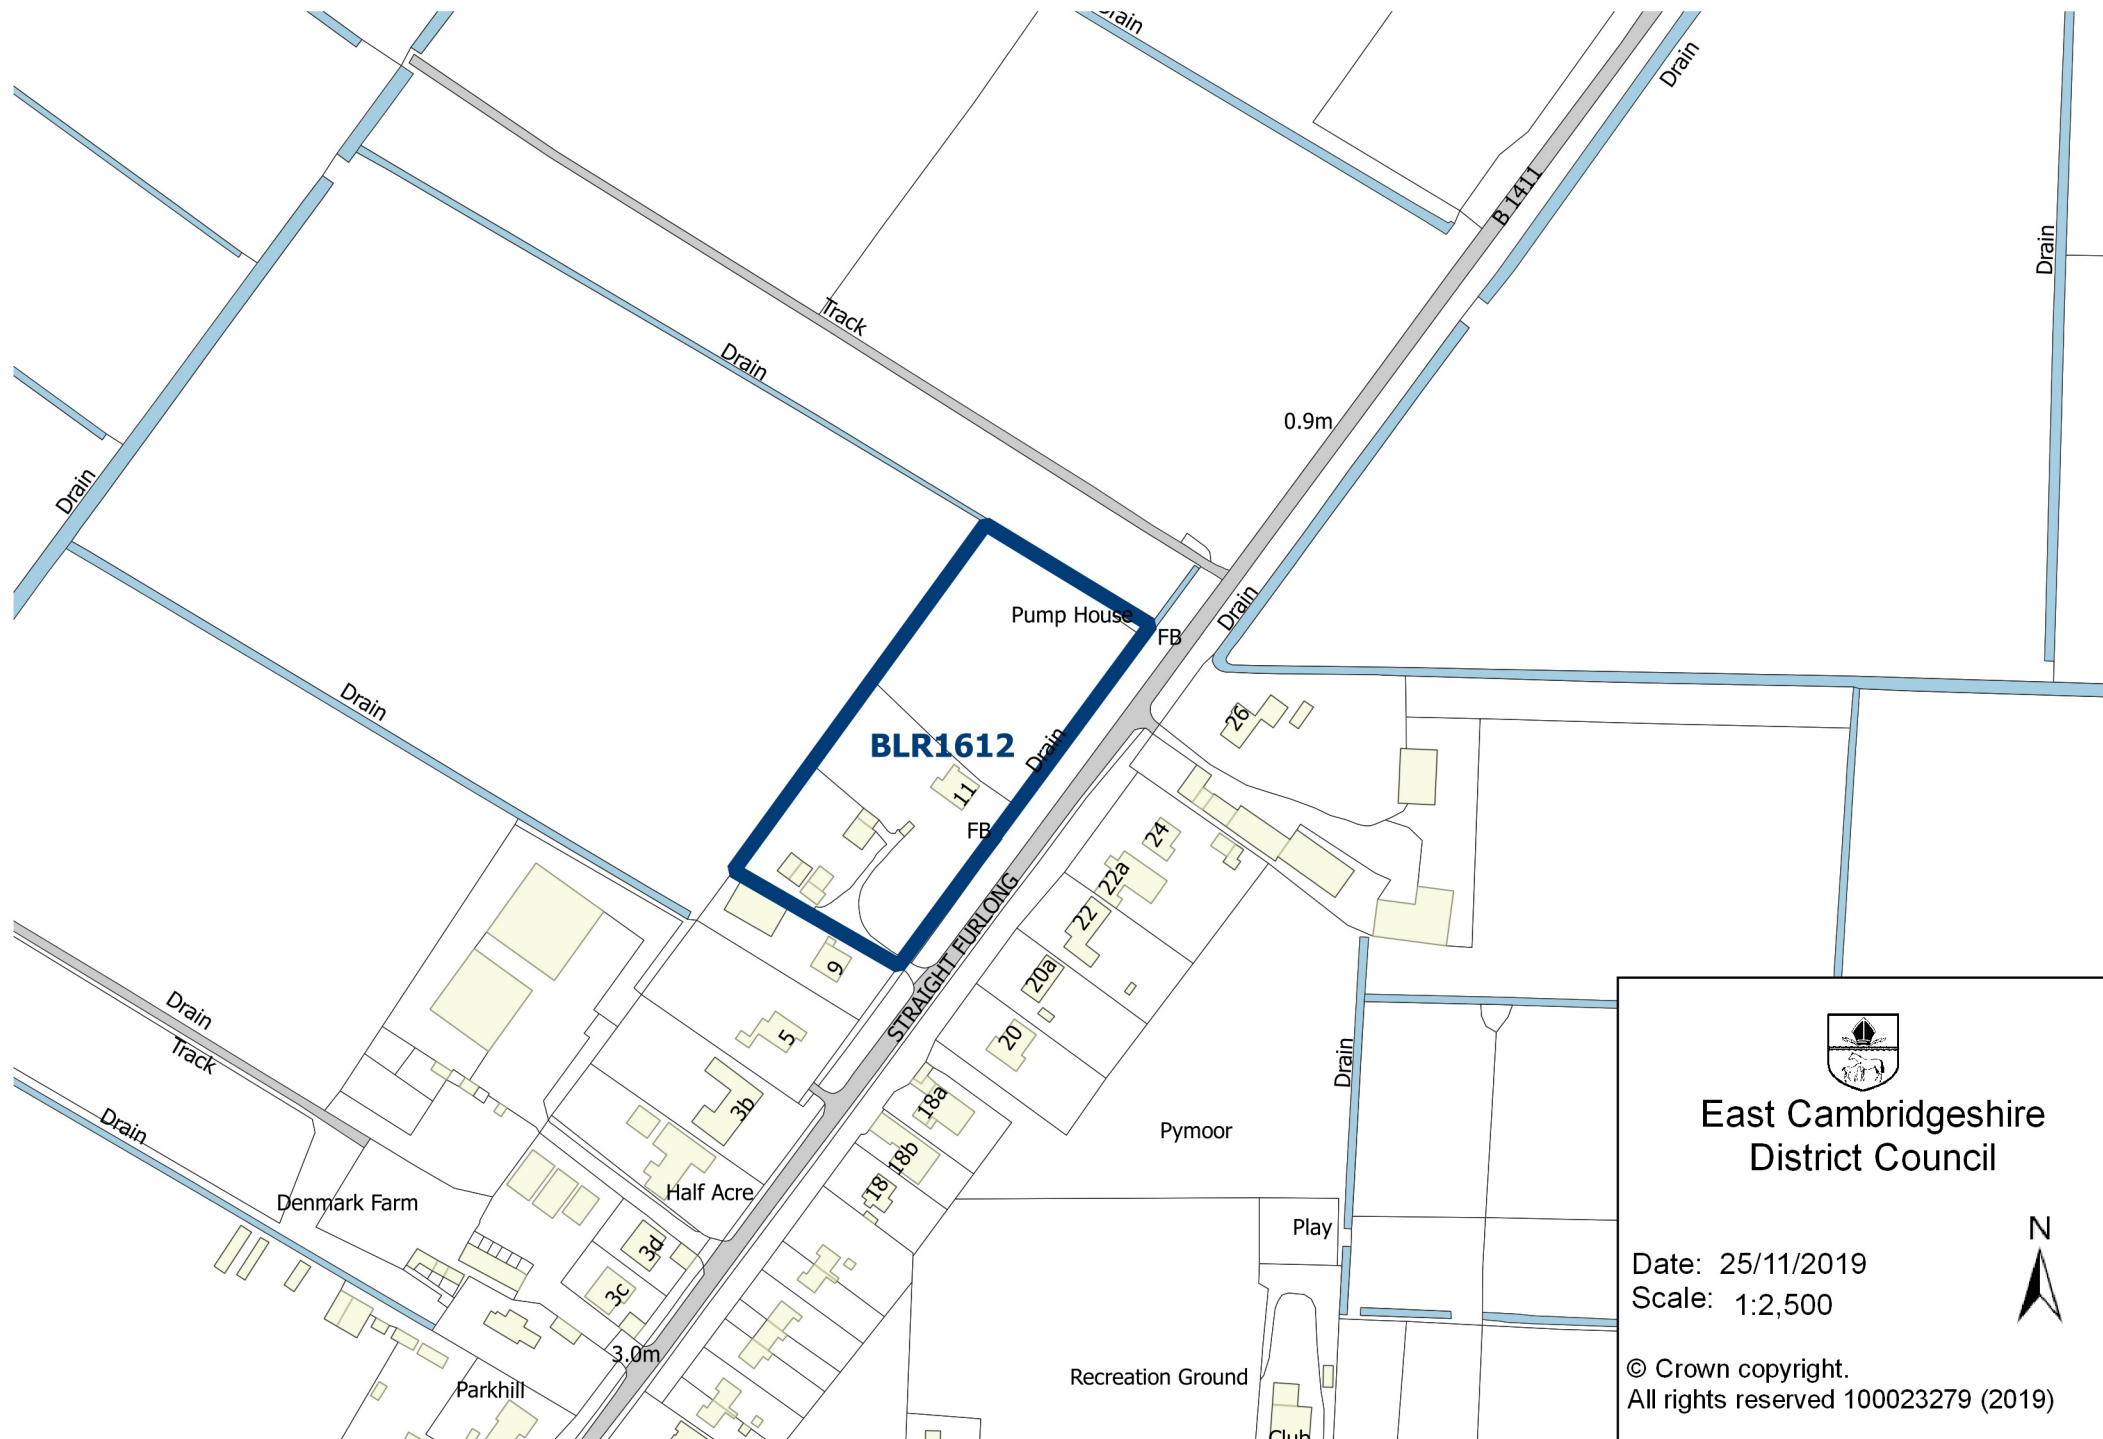 Drain
Drain
B 1411
Drain
Track
Drain
0.9m
Drain
Drain
Pump House
FB
Drain
26
BLR1612
Drain
11
FB
24
22a
22
STRAIGHT FURLONG
9
20a
20
5
Drain
Track
Drain
Drain
3b
18a
18b
18
Pymoor
Half Acre
Denmark Farm
Play
3d
3c
3.0m
Parkhill
Recreation Ground
Club
East Cambridgeshire
District Council
N
Date: 25/11/2019
Scale: 1:2,500
© Crown copyright.
All rights reserved 100023279 (2019)